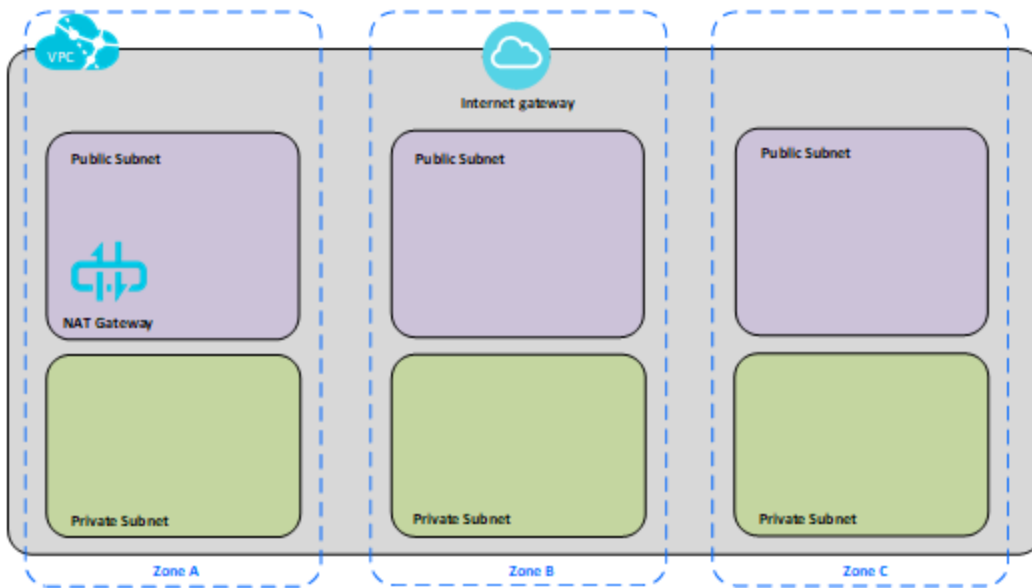 VPC
Internet gateway
Public Subnet
Public Subnet
Public Subnet
NAT Gateway
Private Subnet
Private Subnet
Private Subnet
Zone A
Zone B
Zone C